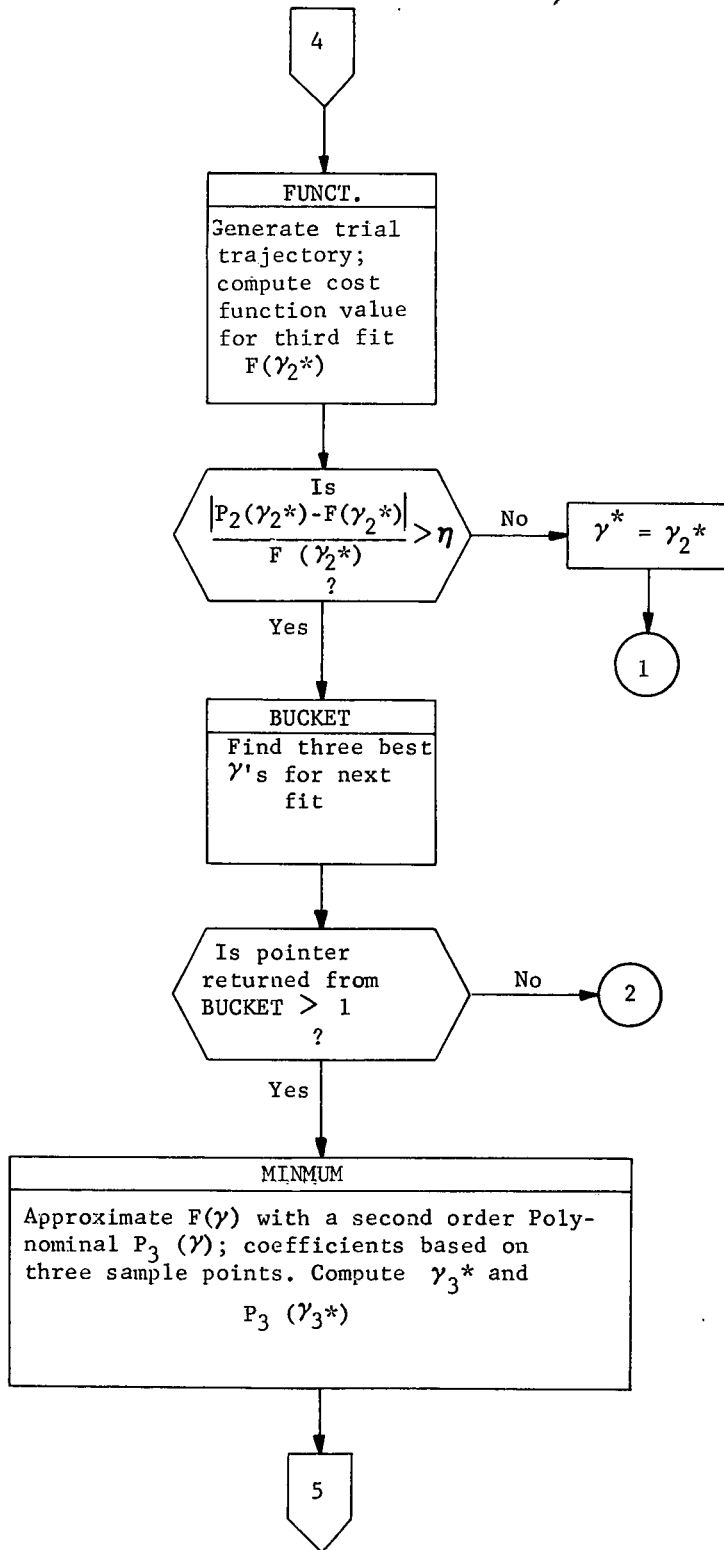 4
FUNCT.
Generate trial
trajectory;
compute cost
function value
for third fit
F(γ₂*)
Is
|P₂(γ₂*)-F(γ₂*)|
F (γ₂*)
> η
?
No
γ* = γ₂*
1
Yes
BUCKET
Find three best
γ's for next
fit
Is pointer
returned from
BUCKET > 1
?
No
2
Yes
MINMUM
Approximate F(γ) with a second order Poly-
nominal P₃ (γ); coefficients based on
three sample points. Compute γ₃* and
P₃ (γ₃*)
5